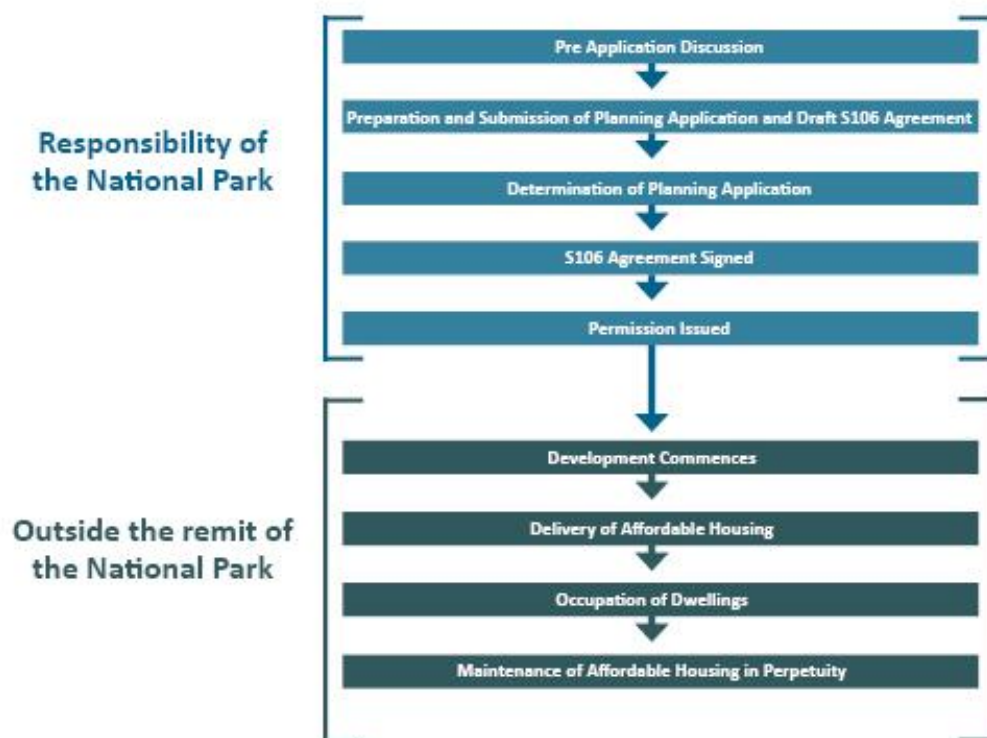 Pre Application Discussion
Preparation and Submission of Planning Application and Draft S106 Agreement
Responsibility of
the National Park
Determination of Planning Application
S106 Agreement Signed
Permission Issued
Development Commences
Outside the remit of
the National Park
Delivery of Affordable Housing
Occupation of Dwellings
Maintenance of Affordable Housing in Perpetuity